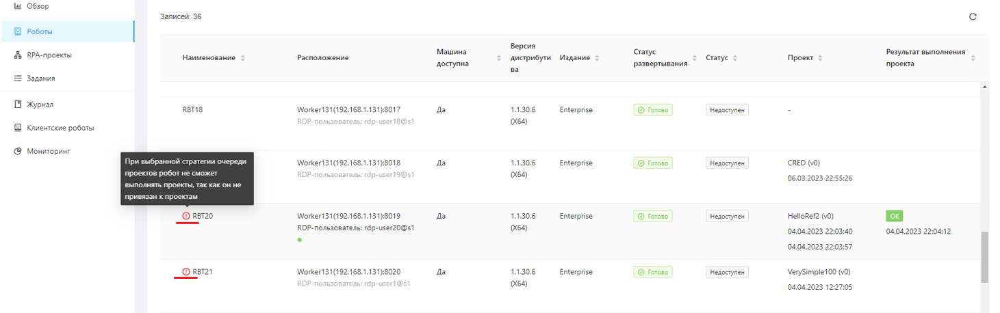 Обзор
Роботы
RPA-проекты
Задания
Журнал
Клиентские роботы
Мониторинг
Записей: 36
Наименование
Расположение
Машина
доступна
Версия
дистрибути
ва
Издание
Статус
развертывания
Статус
Проект
Результат выполнения
проекта
RBT18
Worker131(192.168.1.131):8017
RDP-пользователь: rdp-user18@s1
Да
1.1.30.6
(X64)
Enterprise
Готово
Недоступен
-
При выбранной стратегии очереди
проектов робот не сможет
выполнять проекты, так как он не
привязан к проектам
Worker131(192.168.1.131):8018
RDP-пользователь: rdp-user19@s1
Да
1.1.30.6
(X64)
Enterprise
Готово
Недоступен
CRED (v0)
06.03.2023 22:55:26
RBT20
Worker131(192.168.1.131):8019
RDP-пользователь: rdp-user20@s1
Да
1.1.30.6
(X64)
Enterprise
Готово
Недоступен
HelloRef2 (v0)
04.04.2023 22:03:40
04.04.2023 22:03:57
OK
04.04.2023 22:04:12
RBT21
Worker131(192.168.1.131):8020
RDP-пользователь: rdp-user1@s1
Да
1.1.30.6
(X64)
Enterprise
Готово
Недоступен
VerySimple100 (v0)
04.04.2023 12:27:05